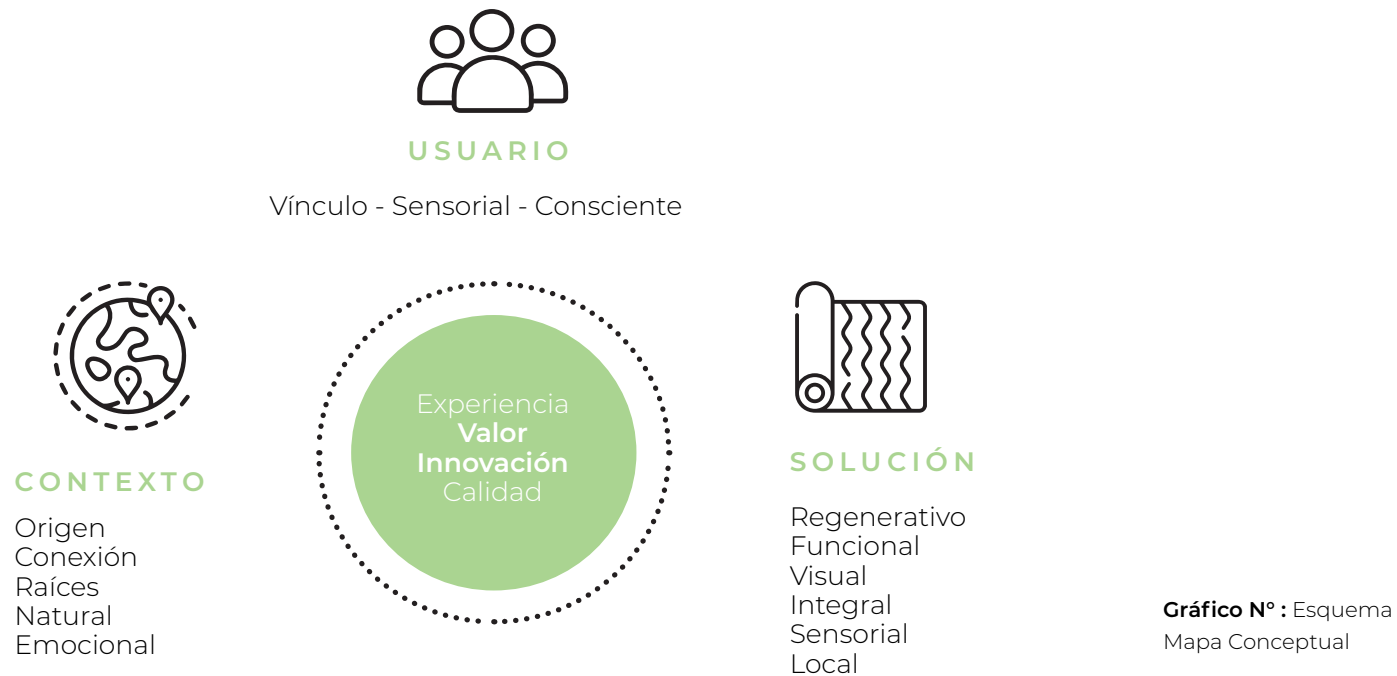 USUARIO
Vínculo - Sensorial - Consciente
CONTEXTO
Origen
Conexión
Raíces
Natural
Emocional
Experiencia
Valor
Innovación
Calidad
SOLUCIÓN
Regenerativo
Funcional
Visual
Integral
Sensorial
Local
Gráfico Nº : Esquema
Mapa Conceptual